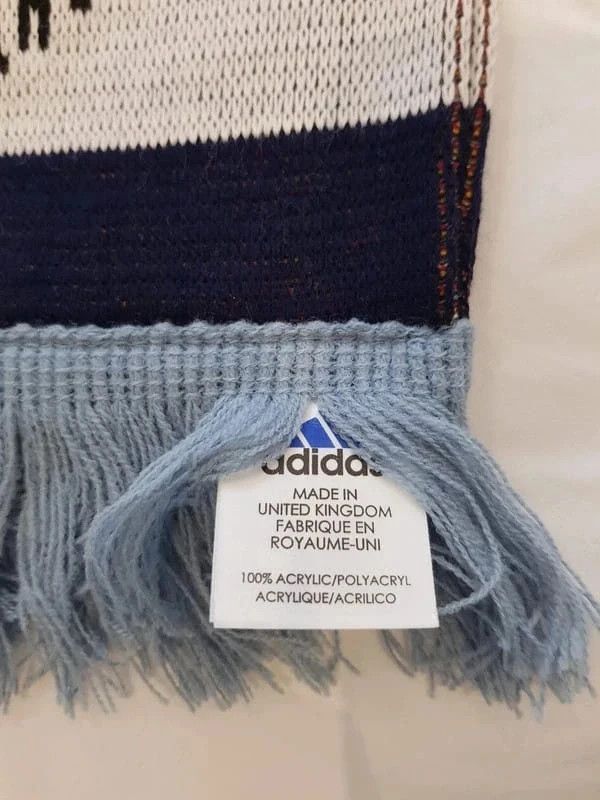 adidas
MADE IN
UNITED KINGDOM
FABRIQUE EN
ROYAUME-UNI
100% ACRYLIC/POLYACRYL
ACRYLIQUE/ACRILICO